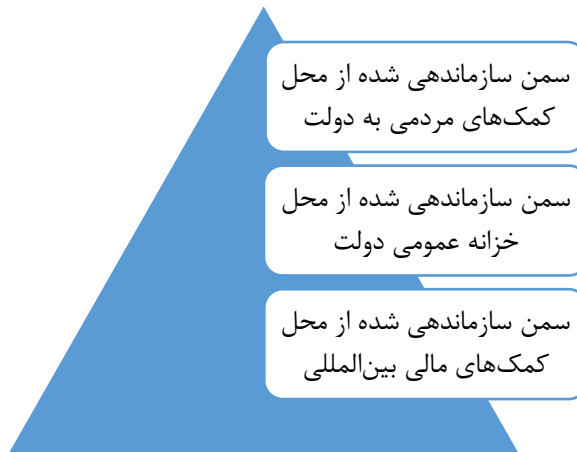 سمن سازماندهی شده از محل
کمک‌های مردمی به دولت
سمن سازماندهی شده از محل
خزانه عمومی دولت
سمن سازماندهی شده از محل
کمک‌های مالی بین‌المللی